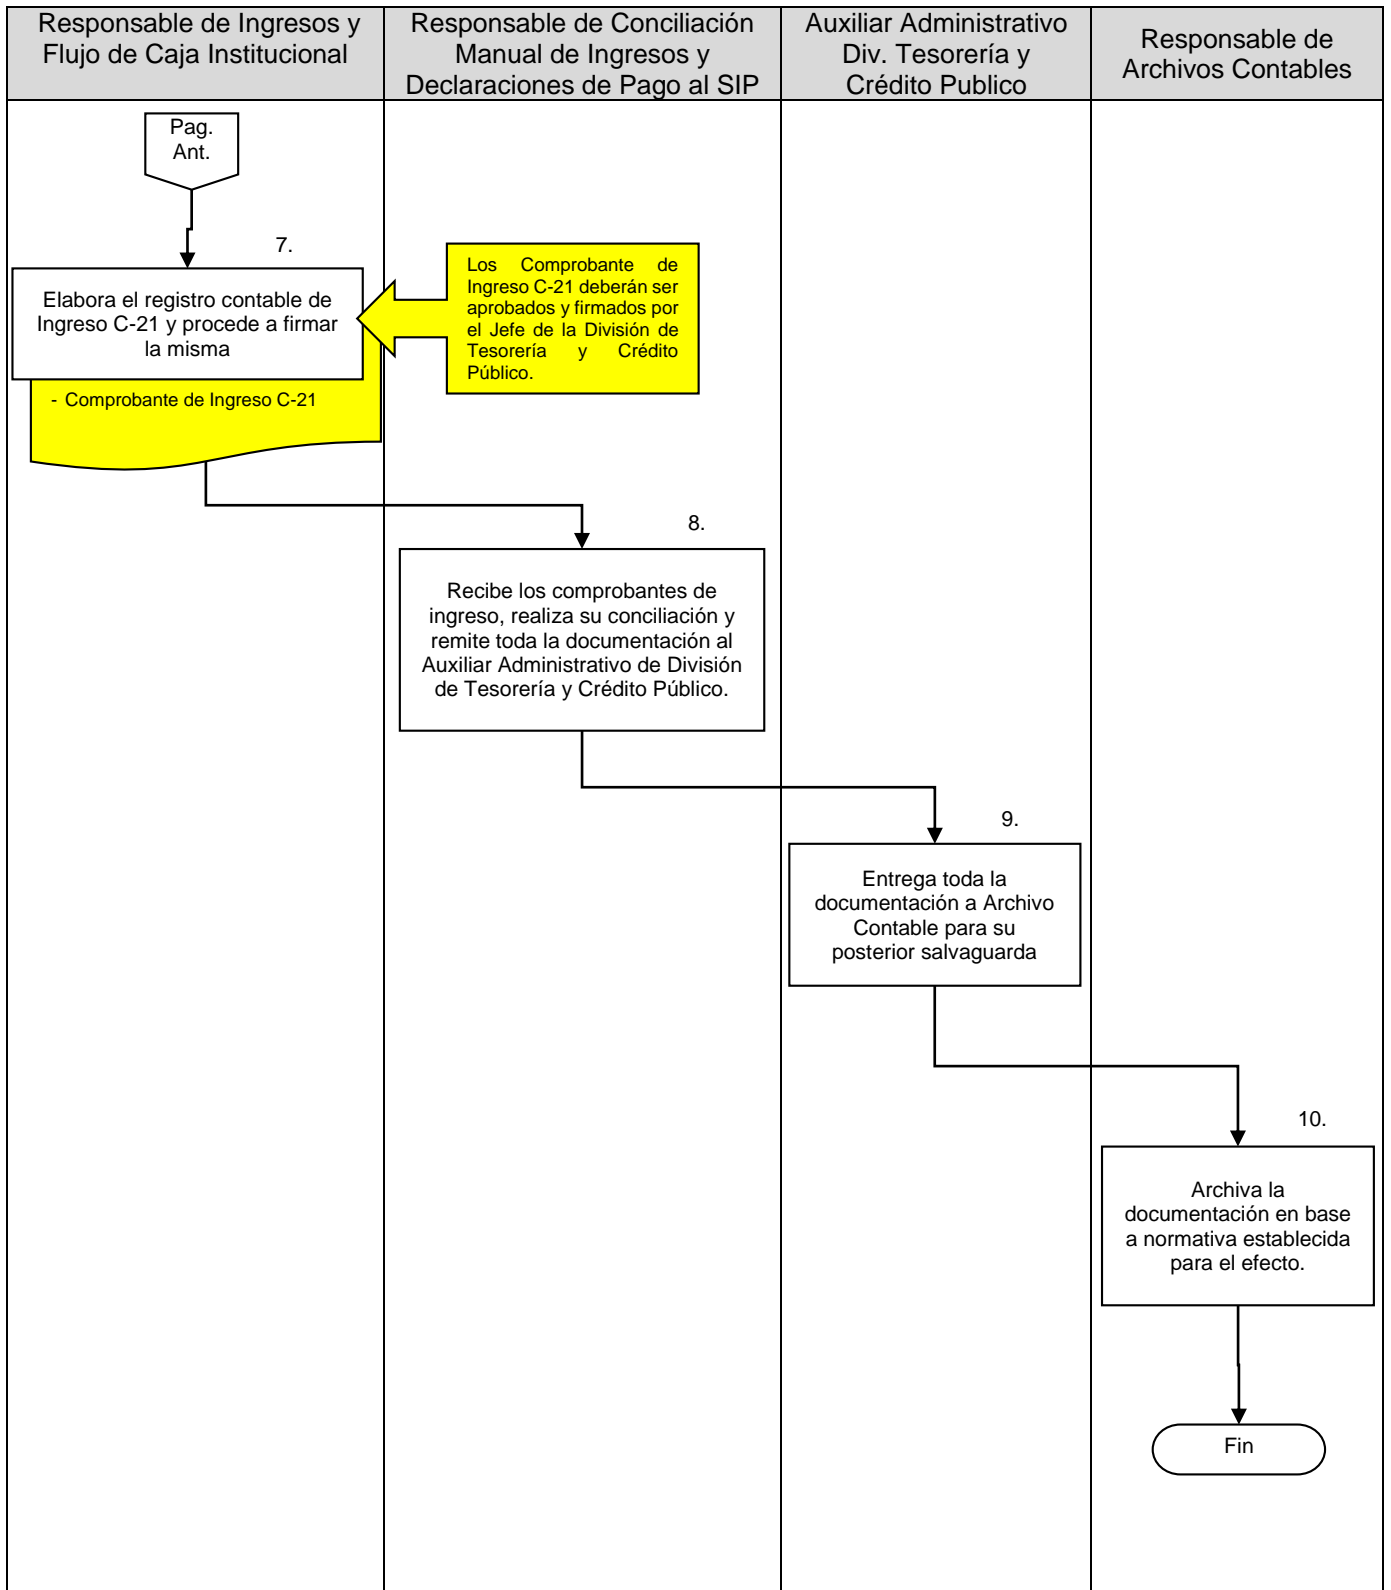 Responsable de Ingresos y
Flujo de Caja Institucional
Responsable de Conciliación
Manual de Ingresos y
Declaraciones de Pago al SIP
Auxiliar Administrativo
Div. Tesorería y
Crédito Publico
Responsable de
Archivos Contables
Pag.
Ant.
7.
Elabora el registro contable de
Ingreso C-21 y procede a firmar
la misma
- Comprobante de Ingreso C-21
Los Comprobante de
Ingreso C-21 deberán ser
aprobados y firmados por
el Jefe de la División de
Tesorería y Crédito
Público.
8.
Recibe los comprobantes de
ingreso, realiza su conciliación y
remite toda la documentación al
Auxiliar Administrativo de División
de Tesorería y Crédito Público.
9.
Entrega toda la
documentación a Archivo
Contable para su
posterior salvaguarda
10.
Archiva la
documentación en base
a normativa establecida
para el efecto.
Fin